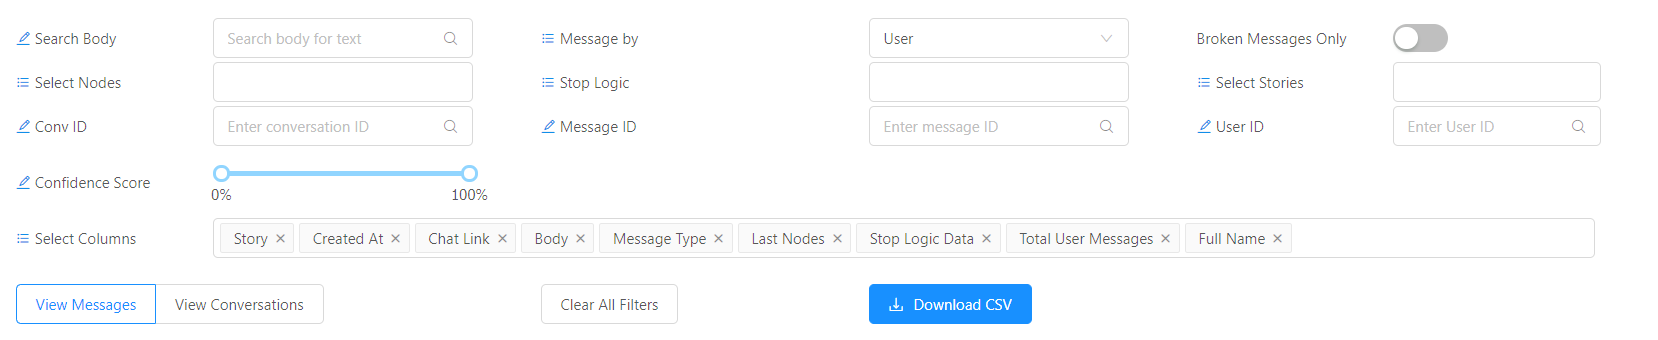 Search Body Search body for text Message by User Broken Messages Only
Select Nodes Stop Logic Select Stories
Conv ID Enter conversation ID Message ID Enter message ID User ID Enter User ID
Confidence Score
0% 100%
Select Columns Story Created At Chat Link Body Message Type Last Nodes Stop Logic Data Total User Messages Full Name
View Messages View Conversations Clear All Filters Download CSV